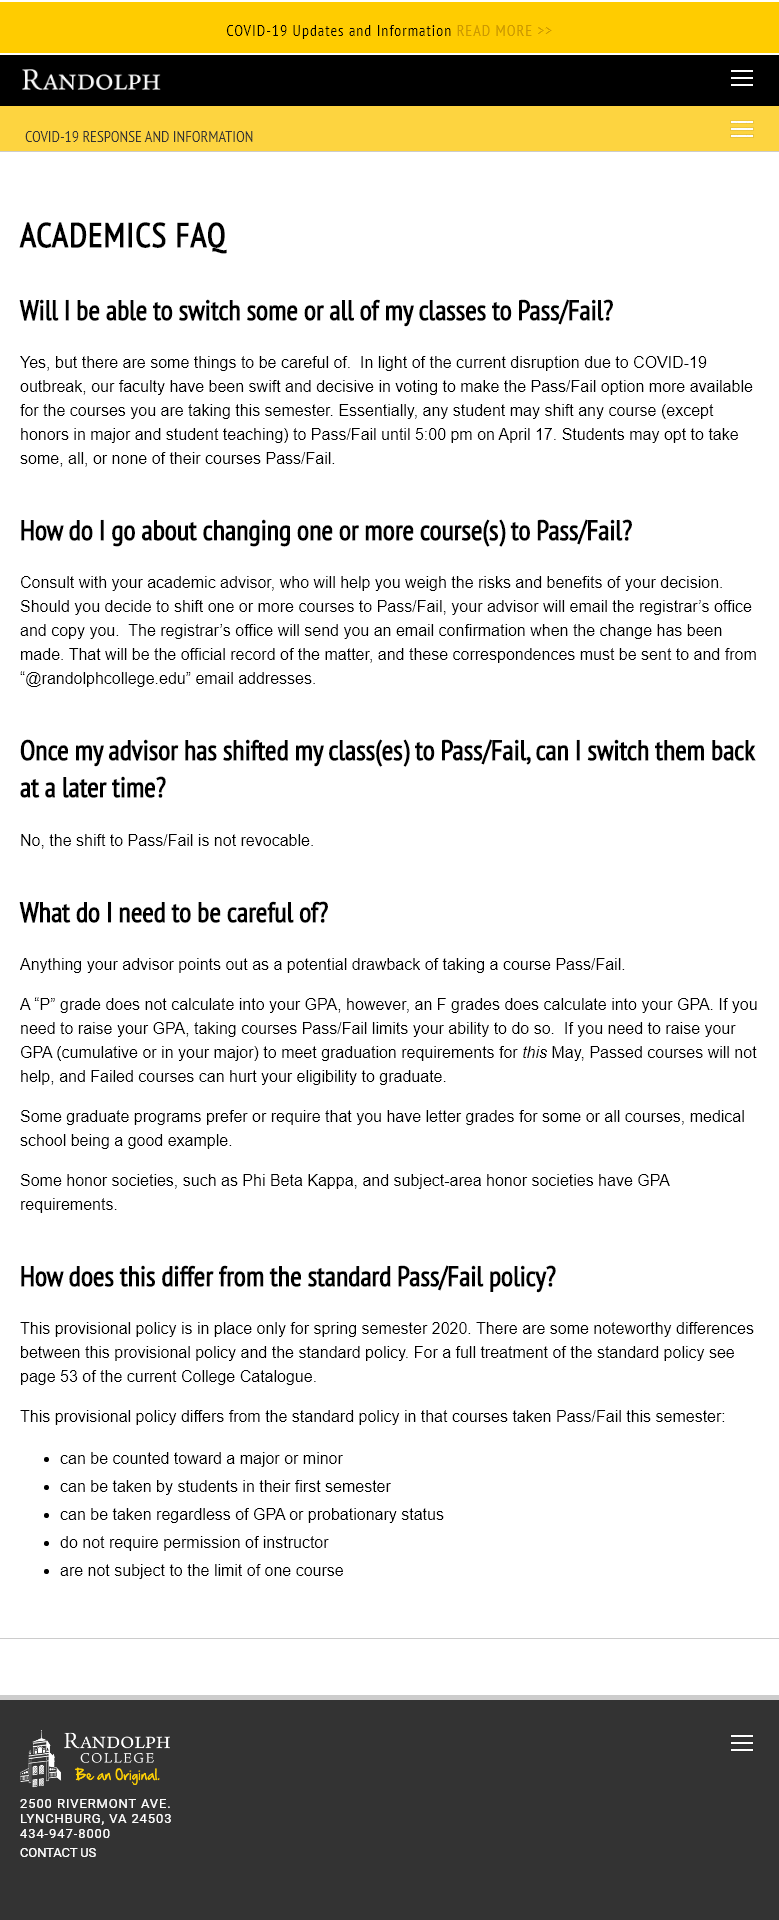 COVID-19 Updates and Information READ MORE >>
RANDOLPH
COVID-19 RESPONSE AND INFORMATION
ACADEMICS FAQ
Will I be able to switch some or all of my classes to Pass/Fail?
Yes, but there are some things to be careful of.  In light of the current disruption due to COVID-19
outbreak, our faculty have been swift and decisive in voting to make the Pass/Fail option more available
for the courses you are taking this semester. Essentially, any student may shift any course (except
honors in major and student teaching) to Pass/Fail until 5:00 pm on April 17. Students may opt to take
some, all, or none of their courses Pass/Fail.
How do I go about changing one or more course(s) to Pass/Fail?
Consult with your academic advisor, who will help you weigh the risks and benefits of your decision.
Should you decide to shift one or more courses to Pass/Fail, your advisor will email the registrar’s office
and copy you.  The registrar’s office will send you an email confirmation when the change has been
made. That will be the official record of the matter, and these correspondences must be sent to and from
“@randolphcollege.edu” email addresses.
Once my advisor has shifted my class(es) to Pass/Fail, can I switch them back
at a later time?
No, the shift to Pass/Fail is not revocable.
What do I need to be careful of?
Anything your advisor points out as a potential drawback of taking a course Pass/Fail.
A “P” grade does not calculate into your GPA, however, an F grades does calculate into your GPA. If you
need to raise your GPA, taking courses Pass/Fail limits your ability to do so.  If you need to raise your
GPA (cumulative or in your major) to meet graduation requirements for this May, Passed courses will not
help, and Failed courses can hurt your eligibility to graduate.
Some graduate programs prefer or require that you have letter grades for some or all courses, medical
school being a good example.
Some honor societies, such as Phi Beta Kappa, and subject-area honor societies have GPA
requirements.
How does this differ from the standard Pass/Fail policy?
This provisional policy is in place only for spring semester 2020. There are some noteworthy differences
between this provisional policy and the standard policy. For a full treatment of the standard policy see
page 53 of the current College Catalogue.
This provisional policy differs from the standard policy in that courses taken Pass/Fail this semester:
• can be counted toward a major or minor
• can be taken by students in their first semester
• can be taken regardless of GPA or probationary status
• do not require permission of instructor
• are not subject to the limit of one course
RANDOLPH
COLLEGE
Be an Original.
2500 RIVERMONT AVE.
LYNCHBURG, VA 24503
434-947-8000
CONTACT US